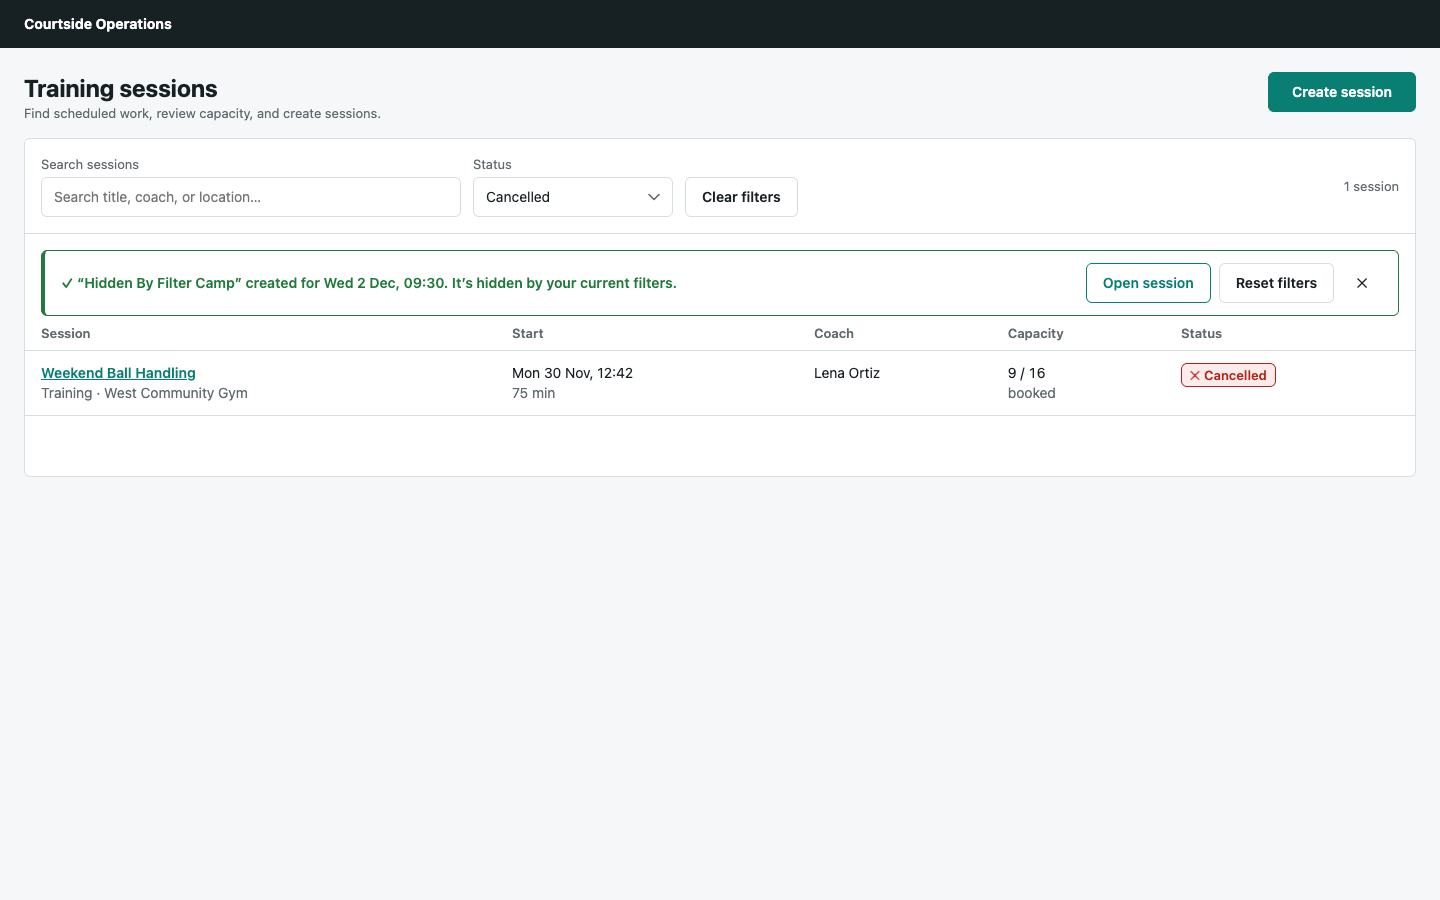 Courtside Operations
Training sessions
Find scheduled work, review capacity, and create sessions.
Create session
Search sessions
Status
Search title, coach, or location...
Cancelled
Clear filters
1 session
✓ “Hidden By Filter Camp” created for Wed 2 Dec, 09:30. It’s hidden by your current filters.
Open session
Reset filters
×
Session Start Coach Capacity Status
Weekend Ball Handling Mon 30 Nov, 12:42 Lena Ortiz 9 / 16 × Cancelled
Training · West Community Gym 75 min booked